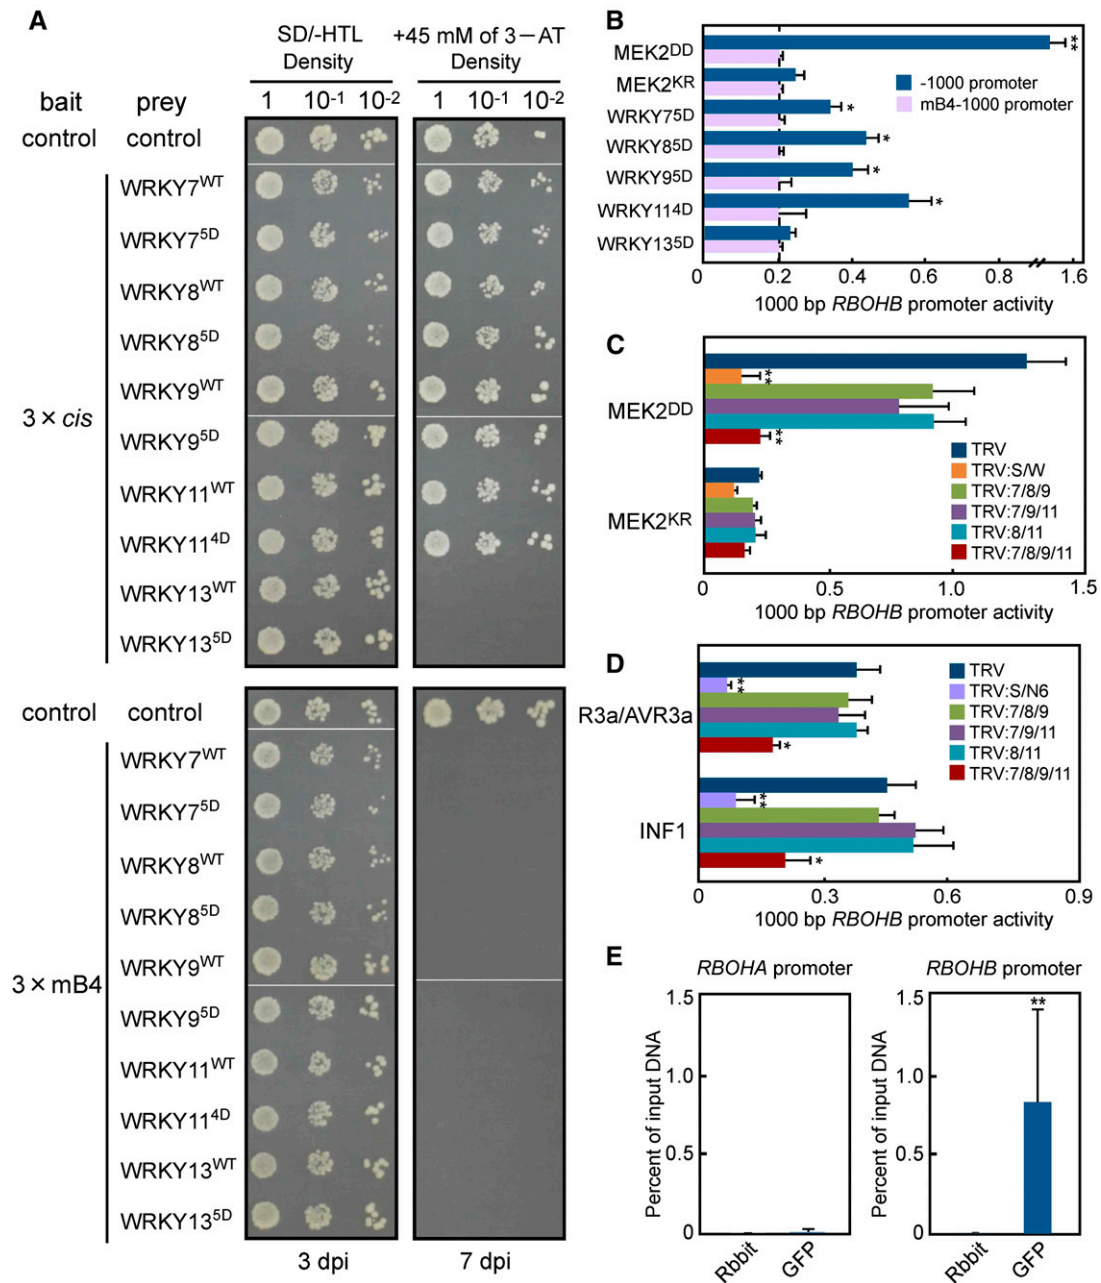 A
SD/-HTL +45 mM of 3−AT
Density Density
bait prey 1 10-1 10-2 1 10-1 10-2
control control
3 × cis
WRKY7WT
WRKY75D
WRKY8WT
WRKY85D
WRKY9WT
WRKY95D
WRKY11WT
WRKY114D
WRKY13WT
WRKY135D
control control
3 × mB4
WRKY7WT
WRKY75D
WRKY8WT
WRKY85D
WRKY9WT
WRKY95D
WRKY11WT
WRKY114D
WRKY13WT
WRKY135D
3 dpi 7 dpi
B
MEK2DD
MEK2KR
WRKY75D
WRKY85D
WRKY95D
WRKY114D
WRKY135D
**
*
*
*
*
-1000 promoter
mB4-1000 promoter
0 0.2 0.4 0.6 0.8 1.6
1000 bp RBOHB promoter activity
C
MEK2DD
MEK2KR
**
**
TRV
TRV:S/W
TRV:7/8/9
TRV:7/9/11
TRV:8/11
TRV:7/8/9/11
0 0.5 1.0 1.5
1000 bp RBOHB promoter activity
D
R3a/AVR3a
INF1
**
*
**
*
TRV
TRV:S/N6
TRV:7/8/9
TRV:7/9/11
TRV:8/11
TRV:7/8/9/11
0 0.3 0.6 0.9
1000 bp RBOHB promoter activity
E
RBOHA promoter
Percent of input DNA
1.5
1.0
0.5
0
Rbbit GFP
RBOHB promoter
Percent of input DNA
1.5
1.0
0.5
0
**
Rbbit GFP